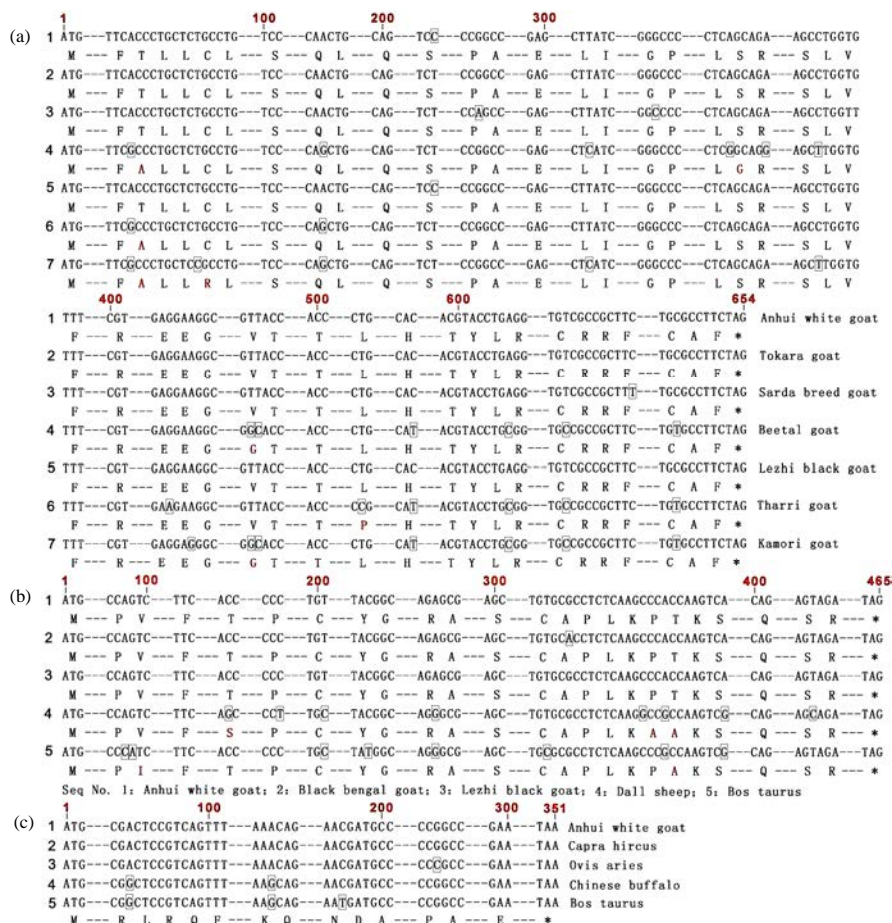 1 100 200 300
(a) 1 ATG---TTCACCCTGCTCTGCCTG---TCC---CAACTG---CAG---TCC---CCGGCC---GAG---CTTATC---GGGCCC---CTCAGCAGA---AGCCTGGTG
M --- F T L L C L --- S --- Q L --- Q --- S --- P A --- E --- L I --- G P --- L S R --- S L V
2 ATG---TTCACCCTGCTCTGCCTG---TCC---CAACTG---CAG---TCT---CCGGCC---GAG---CTTATC---GGGCCC---CTCAGCAGA---AGCCTGGTG
M --- F T L L C L --- S --- Q L --- Q --- S --- P A --- E --- L I --- G P --- L S R --- S L V
3 ATG---TTCACCCTGCTCTGCCTG---TCC---CAACTG---CAG---TCT---CCAGCC---GAG---CTTATC---GGCCCC---CTCAGCAGA---AGCCTGGTT
M --- F T L L C L --- S --- Q L --- Q --- S --- P A --- E --- L I --- G P --- L S R --- S L V
4 ATG---TTCGCCCTGCTCTGCCTG---TCC---CAGCTG---CAG---TCT---CCGGCC---GAG---CTCATC---GGGCCC---CTCGGCAGG---AGCTTGGTG
M --- F A L L C L --- S --- Q L --- Q --- S --- P A --- E --- L I --- G P --- L G R --- S L V
5 ATG---TTCACCCTGCTCTGCCTG---TCC---CAACTG---CAG---TCC---CCGGCC---GAG---CTTATC---GGGCCC---CTCAGCAGA---AGCCTGGTG
M --- F T L L C L --- S --- Q L --- Q --- S --- P A --- E --- L I --- G P --- L S R --- S L V
6 ATG---TTCGCCCTGCTCTGCCTG---TCC---CAGCTG---CAG---TCT---CCGGCC---GAG---CTTATC---GGGCCC---CTCAGCAGA---AGCCTGGTG
M --- F A L L C L --- S --- Q L --- Q --- S --- P A --- E --- L I --- G P --- L S R --- S L V
7 ATG---TTCGCCCTGCTCCGCCTG---TCC---CAGCTG---CAG---TCT---CCGGCC---GAG---CTCATC---GGGCCC---CTCAGCAGA---AGCTTGGTG
M --- F A L L R L --- S --- Q L --- Q --- S --- P A --- E --- L I --- G P --- L S R --- S L V
400 500 600 654
1 TTT---CGT---GAGGAAGGC---GTTACC---ACC---CTG---CAC---ACGTACCTGAGG---TGTCGCCGCTTC---TGCGCCTTCTAG Anhui white goat
F --- R --- E E G --- V T --- T --- L --- H --- T Y L R --- C R R F --- C A F *
2 TTT---CGT---GAGGAAGGC---GTTACC---ACC---CTG---CAC---ACGTACCTGAGG---TGTCGCCGCTTC---TGCGCCTTCTAG Tokara goat
F --- R --- E E G --- V T --- T --- L --- H --- T Y L R --- C R R F --- C A F *
3 TTT---CGT---GAGGAAGGC---GTTACC---ACC---CTG---CAC---ACGTACCTGAGG---TGTCGCCGCTTT---TGCGCCTTCTAG Sarda breed goat
F --- R --- E E G --- V T --- T --- L --- H --- T Y L R --- C R R F --- C A F *
4 TTT---CGT---GAGGAAGGC---GGCACC---ACC---CTG---CAT---ACGTACCTGCGG---TGCCGCCGCTTC---TGTGCCTTCTAG Beetal goat
F --- R --- E E G --- G T --- T --- L --- H --- T Y L R --- C R R F --- C A F *
5 TTT---CGT---GAGGAAGGC---GTTACC---ACC---CTG---CAC---ACGTACCTGAGG---TGTCGCCGCTTC---TGCGCCTTCTAG Lezhi black goat
F --- R --- E E G --- V T --- T --- L --- H --- T Y L R --- C R R F --- C A F *
6 TTT---CGT---GAAGAAGGC---GTTACC---ACC---CCG---CAT---ACGTACCTGCGG---TGCCGCCGCTTC---TGTGCCTTCTAG Tharri goat
F --- R --- E E G --- V T --- T --- P --- H --- T Y L R --- C R R F --- C A F *
7 TTT---CGT---GAGGAGGGC---GGCACC---ACC---CTG---CAT---ACGTACCTGCGG---TGCCGCCGCTTC---TGTGCCTTCTAG Kamori goat
F --- R --- E E G --- G T --- T --- L --- H --- T Y L R --- C R R F --- C A F *
1 100 200 300 400 465
(b) 1 ATG---CCAGTC---TTC---ACC---CCC---TGT---TACGGC---AGAGCG---AGC---TGTGCGCCTCTCAAGCCCACCAAGTCA---CAG---AGTAGA---TAG
M --- P V --- F --- T --- P --- C --- Y G --- R A --- S --- C A P L K P T K S --- Q --- S R --- *
2 ATG---CCAGTC---TTC---ACC---CCC---TGT---TACGGC---AGAGCG---AGC---TGTGCACCTCTCAAGCCCACCAAGTCA---CAG---AGTAGA---TAG
M --- P V --- F --- T --- P --- C --- Y G --- R A --- S --- C A P L K P T K S --- Q --- S R --- *
3 ATG---CCAGTC---TTC---ACC---CCC---TGT---TACGGC---AGAGCG---AGC---TGTGCGCCTCTCAAGCCCACCAAGTCA---CAG---AGTAGA---TAG
M --- P V --- F --- T --- P --- C --- Y G --- R A --- S --- C A P L K P T K S --- Q --- S R --- *
4 ATG---CCAGTC---TTC---AGC---CCT---TGC---TACGGC---AGGGCG---AGC---TGTGCGCCTCTCAAGGCCGCCAAGTCG---CAG---AGCAGA---TAG
M --- P V --- F --- S --- P --- C --- Y G --- R A --- S --- C A P L K A A K S --- Q --- S R --- *
5 ATG---CCCATC---TTC---ACC---CCC---TGC---TATGGC---AGGGCG---AGC---TGCGCGCCTCTCAAGCCCGCCAAGTCG---CAG---AGTAGA---TAG
M --- P I --- F --- T --- P --- C --- Y G --- R A --- S --- C A P L K P A K S --- Q --- S R --- *
Seq No. 1: Anhui white goat; 2: Black bengal goat; 3: Lezhi black goat; 4: Dall sheep; 5: Bos taurus
1 100 200 300 351
(c) 1 ATG---CGACTCCGTCAGTTT---AAACAG---AACGATGCC---CCGGCC---GAA---TAA Anhui white goat
2 ATG---CGACTCCGTCAGTTT---AAACAG---AACGATGCC---CCGGCC---GAA---TAA Capra hircus
3 ATG---CGACTCCGTCAGTTT---AAACAG---AACGATGCC---CCCGCC---GAA---TAA Ovis aries
4 ATG---CGGCTCCGTCAGTTT---AAGCAG---AACGATGCC---CCGGCC---GAA---TAA Chinese buffalo
5 ATG---CGGCTCCGTCAGTTT---AAGCAG---AATGATGCC---CCGGCC---GAA---TAA Bos taurus
M --- R L R Q F --- K Q --- N D A --- P A --- E --- *